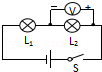 − V +
L₁ L₂
S